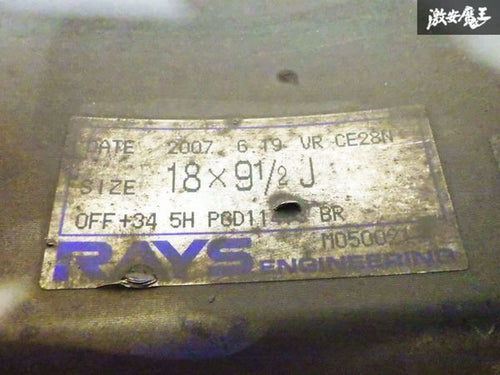 激安魔王
DATE 2007. 6.19 VR CE28N
SIZE 18×9 1/2 J
OFF+34 5H BR
RAYS ENGINEERING